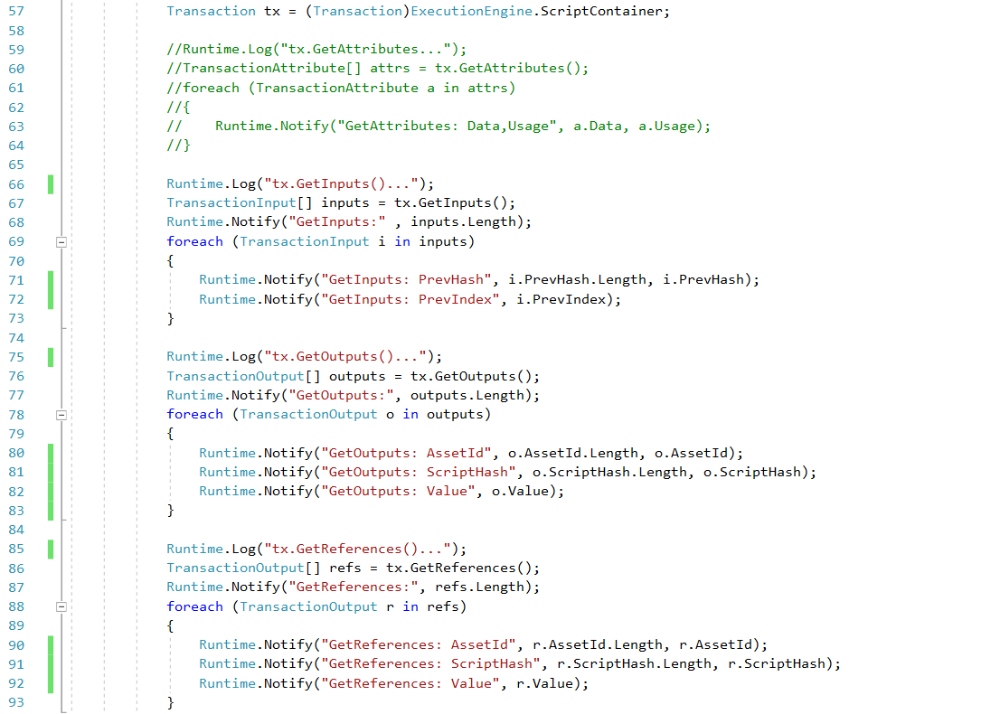 57 Transaction tx = (Transaction)ExecutionEngine.ScriptContainer;
58
59 //Runtime.Log("tx.GetAttributes...");
60 //TransactionAttribute[] attrs = tx.GetAttributes();
61 //foreach (TransactionAttribute a in attrs)
62 //{
63 //    Runtime.Notify("GetAttributes: Data,Usage", a.Data, a.Usage);
64 //}
65
66 Runtime.Log("tx.GetInputs()...");
67 TransactionInput[] inputs = tx.GetInputs();
68 Runtime.Notify("GetInputs:" , inputs.Length);
69 foreach (TransactionInput i in inputs)
70 {
71     Runtime.Notify("GetInputs: PrevHash", i.PrevHash.Length, i.PrevHash);
72     Runtime.Notify("GetInputs: PrevIndex", i.PrevIndex);
73 }
74
75 Runtime.Log("tx.GetOutputs()...");
76 TransactionOutput[] outputs = tx.GetOutputs();
77 Runtime.Notify("GetOutputs:", outputs.Length);
78 foreach (TransactionOutput o in outputs)
79 {
80     Runtime.Notify("GetOutputs: AssetId", o.AssetId.Length, o.AssetId);
81     Runtime.Notify("GetOutputs: ScriptHash", o.ScriptHash.Length, o.ScriptHash);
82     Runtime.Notify("GetOutputs: Value", o.Value);
83 }
84
85 Runtime.Log("tx.GetReferences()...");
86 TransactionOutput[] refs = tx.GetReferences();
87 Runtime.Notify("GetReferences:", refs.Length);
88 foreach (TransactionOutput r in refs)
89 {
90     Runtime.Notify("GetReferences: AssetId", r.AssetId.Length, r.AssetId);
91     Runtime.Notify("GetReferences: ScriptHash", r.ScriptHash.Length, r.ScriptHash);
92     Runtime.Notify("GetReferences: Value", r.Value);
93 }